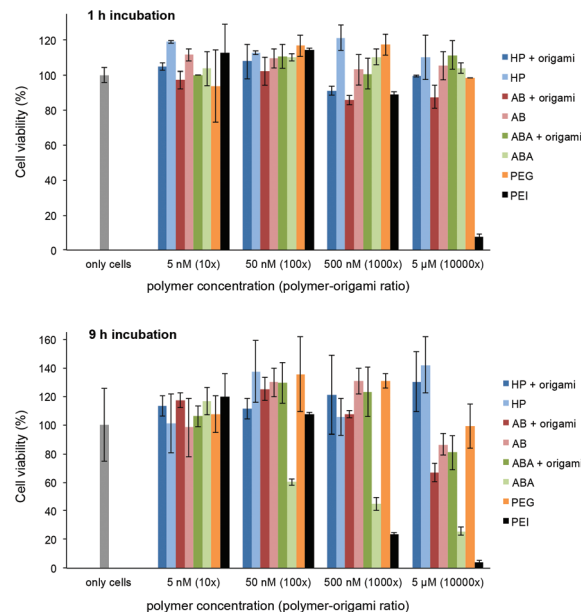 1 h incubation
120
100
80
60
40
20
0
Cell viability (%)
only cells
5 nM (10x)
50 nM (100x)
500 nM (1000x)
5 µM (10000x)
polymer concentration (polymer-origami ratio)
HP + origami
HP
AB + origami
AB
ABA + origami
ABA
PEG
PEI
9 h incubation
160
140
120
100
80
60
40
20
0
Cell viability (%)
only cells
5 nM (10x)
50 nM (100x)
500 nM (1000x)
5 µM (10000x)
polymer concentration (polymer-origami ratio)
HP + origami
HP
AB + origami
AB
ABA + origami
ABA
PEG
PEI